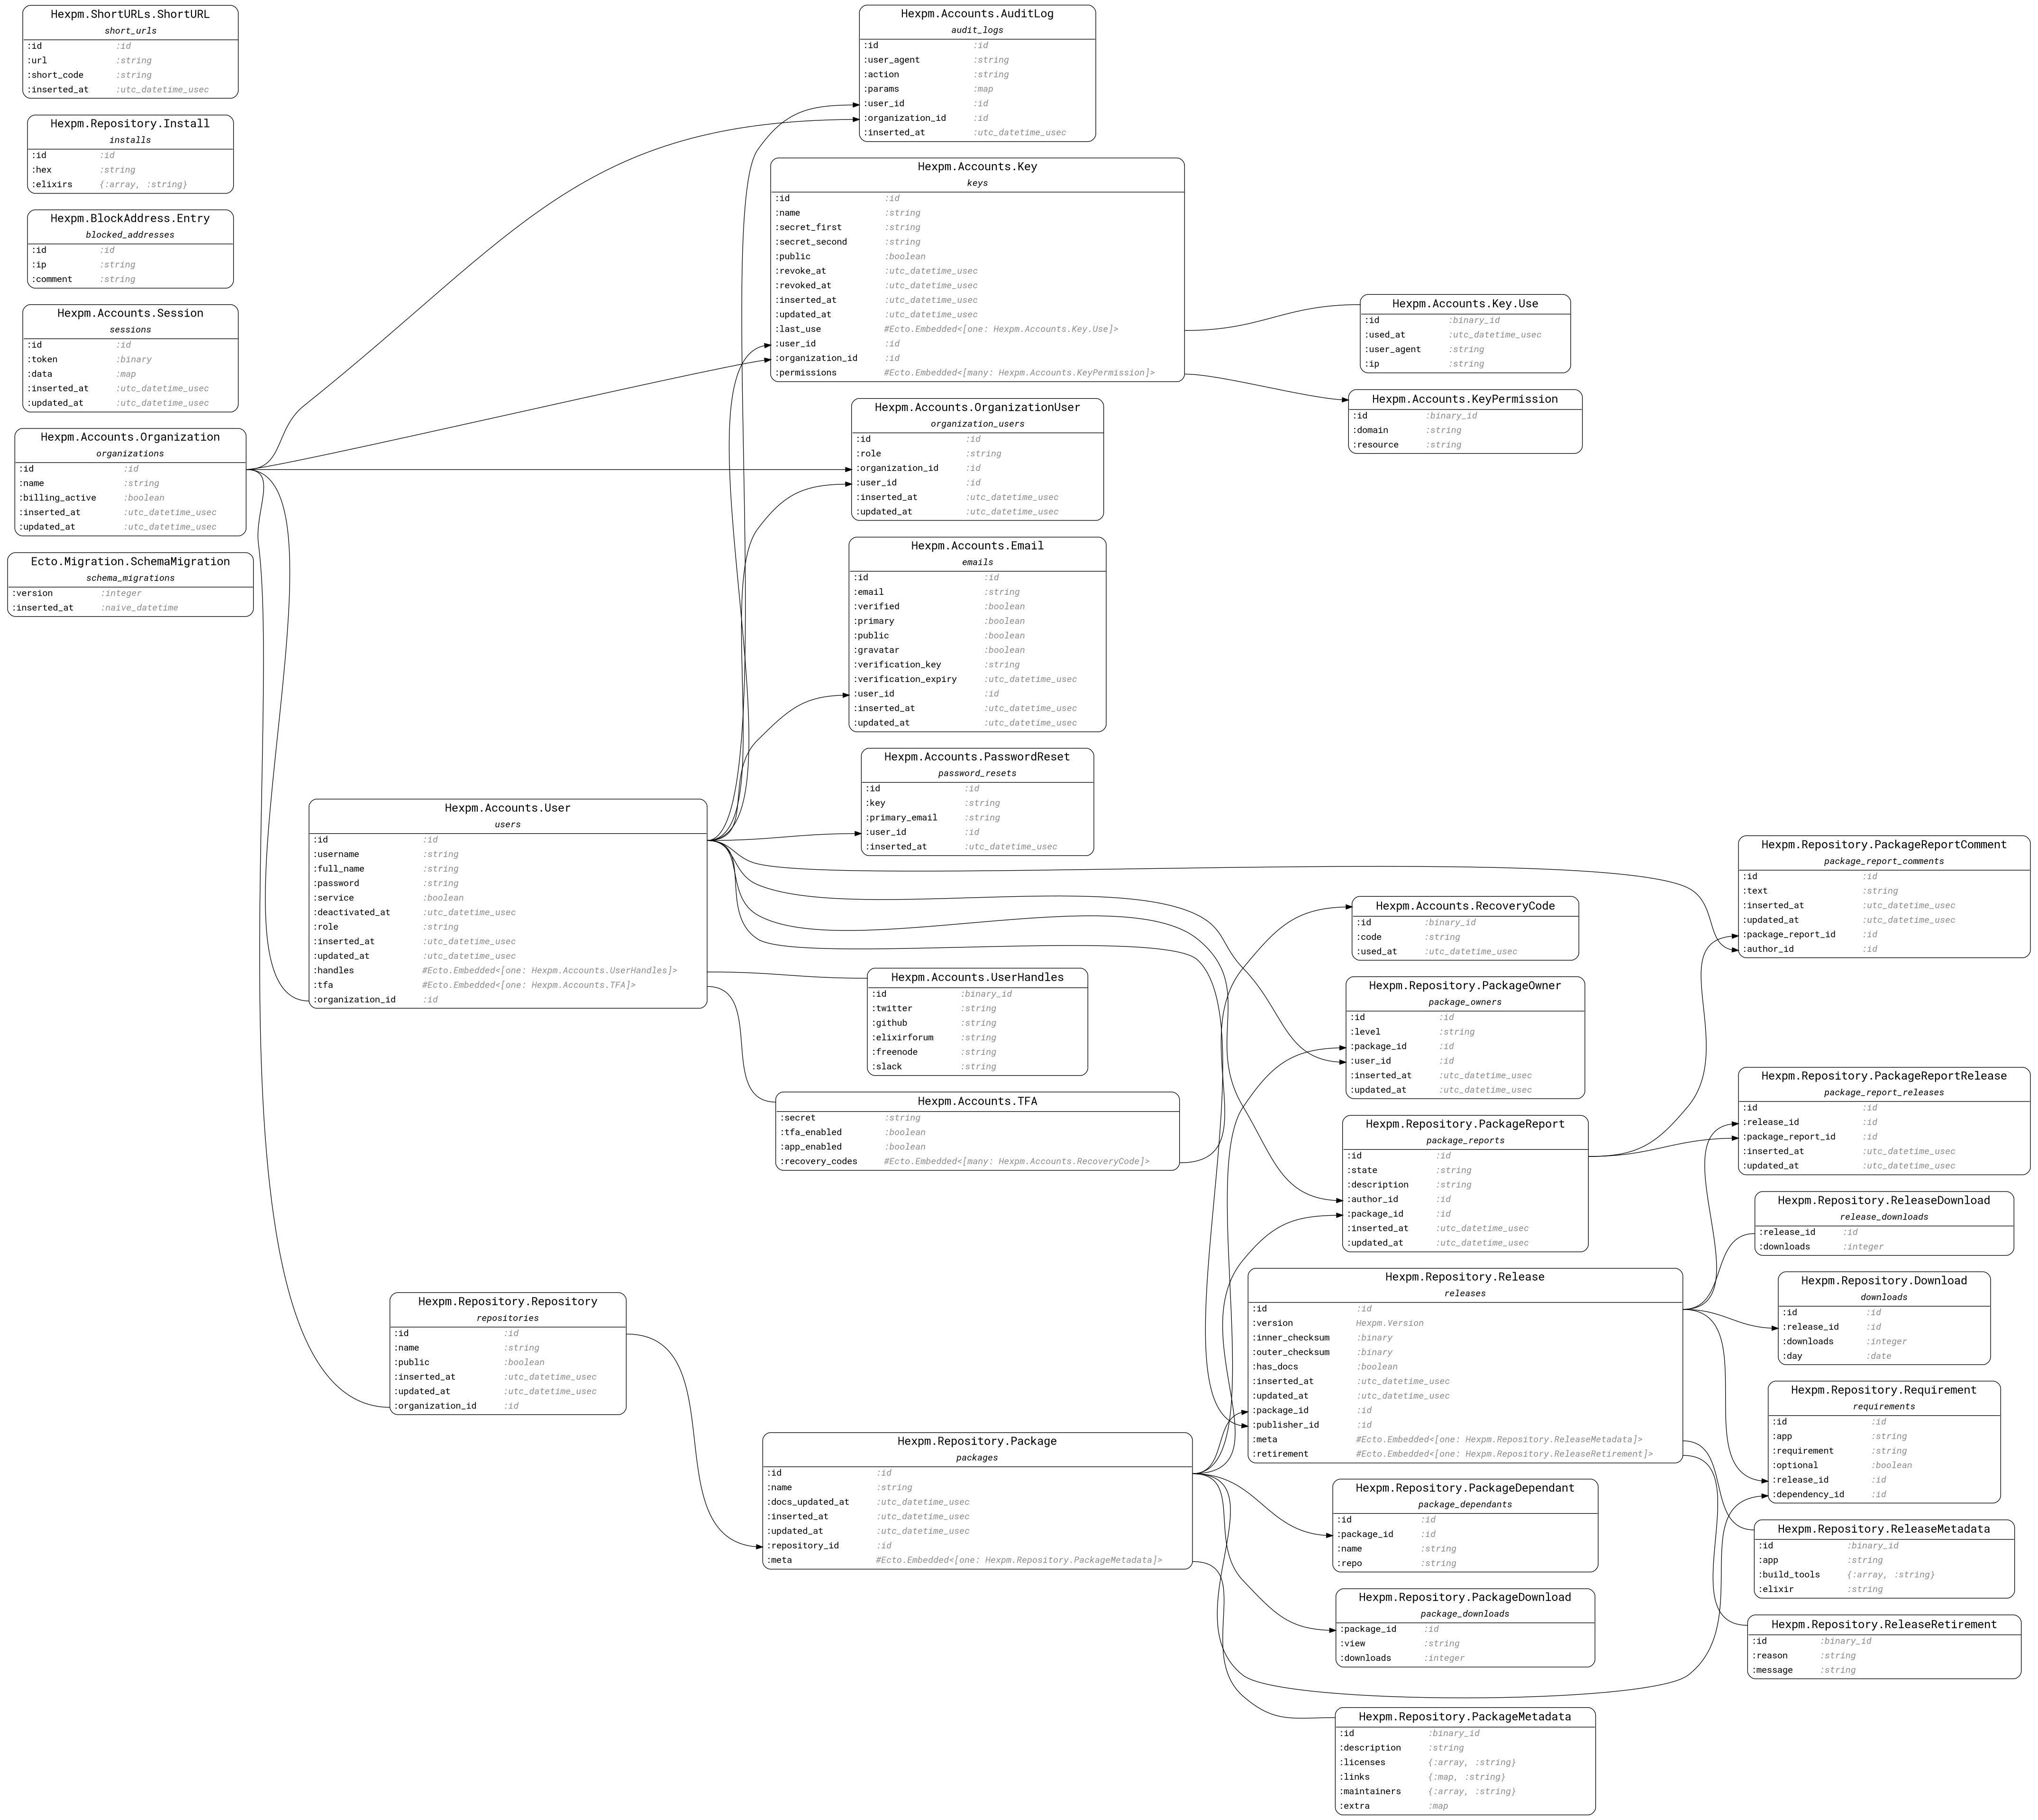 Hexpm.ShortURLs.ShortURL
short_urls
:id :id
:url :string
:short_code :string
:inserted_at :utc_datetime_usec
Hexpm.Repository.Install
installs
:id :id
:hex :string
:elixirs {:array, :string}
Hexpm.BlockAddress.Entry
blocked_addresses
:id :id
:ip :string
:comment :string
Hexpm.Accounts.Session
sessions
:id :id
:token :binary
:data :map
:inserted_at :utc_datetime_usec
:updated_at :utc_datetime_usec
Hexpm.Accounts.Organization
organizations
:id :id
:name :string
:billing_active :boolean
:inserted_at :utc_datetime_usec
:updated_at :utc_datetime_usec
Ecto.Migration.SchemaMigration
schema_migrations
:version :integer
:inserted_at :naive_datetime
Hexpm.Accounts.User
users
:id :id
:username :string
:full_name :string
:password :string
:service :boolean
:deactivated_at :utc_datetime_usec
:role :string
:inserted_at :utc_datetime_usec
:updated_at :utc_datetime_usec
:handles #Ecto.Embedded<[one: Hexpm.Accounts.UserHandles]>
:tfa #Ecto.Embedded<[one: Hexpm.Accounts.TFA]>
:organization_id :id
Hexpm.Repository.Repository
repositories
:id :id
:name :string
:public :boolean
:inserted_at :utc_datetime_usec
:updated_at :utc_datetime_usec
:organization_id :id
Hexpm.Accounts.AuditLog
audit_logs
:id :id
:user_agent :string
:action :string
:params :map
:user_id :id
:organization_id :id
:inserted_at :utc_datetime_usec
Hexpm.Accounts.Key
keys
:id :id
:name :string
:secret_first :string
:secret_second :string
:public :boolean
:revoke_at :utc_datetime_usec
:revoked_at :utc_datetime_usec
:inserted_at :utc_datetime_usec
:updated_at :utc_datetime_usec
:last_use #Ecto.Embedded<[one: Hexpm.Accounts.Key.Use]>
:user_id :id
:organization_id :id
:permissions #Ecto.Embedded<[many: Hexpm.Accounts.KeyPermission]>
Hexpm.Accounts.OrganizationUser
organization_users
:id :id
:role :string
:organization_id :id
:user_id :id
:inserted_at :utc_datetime_usec
:updated_at :utc_datetime_usec
Hexpm.Accounts.Email
emails
:id :id
:email :string
:verified :boolean
:primary :boolean
:public :boolean
:gravatar :boolean
:verification_key :string
:verification_expiry :utc_datetime_usec
:user_id :id
:inserted_at :utc_datetime_usec
:updated_at :utc_datetime_usec
Hexpm.Accounts.PasswordReset
password_resets
:id :id
:key :string
:primary_email :string
:user_id :id
:inserted_at :utc_datetime_usec
Hexpm.Accounts.UserHandles
:id :binary_id
:twitter :string
:github :string
:elixirforum :string
:freenode :string
:slack :string
Hexpm.Accounts.TFA
:secret :string
:tfa_enabled :boolean
:app_enabled :boolean
:recovery_codes #Ecto.Embedded<[many: Hexpm.Accounts.RecoveryCode]>
Hexpm.Repository.Package
packages
:id :id
:name :string
:docs_updated_at :utc_datetime_usec
:inserted_at :utc_datetime_usec
:updated_at :utc_datetime_usec
:repository_id :id
:meta #Ecto.Embedded<[one: Hexpm.Repository.PackageMetadata]>
Hexpm.Accounts.Key.Use
:id :binary_id
:used_at :utc_datetime_usec
:user_agent :string
:ip :string
Hexpm.Accounts.KeyPermission
:id :binary_id
:domain :string
:resource :string
Hexpm.Accounts.RecoveryCode
:id :binary_id
:code :string
:used_at :utc_datetime_usec
Hexpm.Repository.PackageOwner
package_owners
:id :id
:level :string
:package_id :id
:user_id :id
:inserted_at :utc_datetime_usec
:updated_at :utc_datetime_usec
Hexpm.Repository.PackageReport
package_reports
:id :id
:state :string
:description :string
:author_id :id
:package_id :id
:inserted_at :utc_datetime_usec
:updated_at :utc_datetime_usec
Hexpm.Repository.Release
releases
:id :id
:version Hexpm.Version
:inner_checksum :binary
:outer_checksum :binary
:has_docs :boolean
:inserted_at :utc_datetime_usec
:updated_at :utc_datetime_usec
:package_id :id
:publisher_id :id
:meta #Ecto.Embedded<[one: Hexpm.Repository.ReleaseMetadata]>
:retirement #Ecto.Embedded<[one: Hexpm.Repository.ReleaseRetirement]>
Hexpm.Repository.PackageDependant
package_dependants
:id :id
:package_id :id
:name :string
:repo :string
Hexpm.Repository.PackageDownload
package_downloads
:package_id :id
:view :string
:downloads :integer
Hexpm.Repository.PackageMetadata
:id :binary_id
:description :string
:licenses {:array, :string}
:links {:map, :string}
:maintainers {:array, :string}
:extra :map
Hexpm.Repository.PackageReportComment
package_report_comments
:id :id
:text :string
:inserted_at :utc_datetime_usec
:updated_at :utc_datetime_usec
:package_report_id :id
:author_id :id
Hexpm.Repository.PackageReportRelease
package_report_releases
:id :id
:release_id :id
:package_report_id :id
:inserted_at :utc_datetime_usec
:updated_at :utc_datetime_usec
Hexpm.Repository.ReleaseDownload
release_downloads
:release_id :id
:downloads :integer
Hexpm.Repository.Download
downloads
:id :id
:release_id :id
:downloads :integer
:day :date
Hexpm.Repository.Requirement
requirements
:id :id
:app :string
:requirement :string
:optional :boolean
:release_id :id
:dependency_id :id
Hexpm.Repository.ReleaseMetadata
:id :binary_id
:app :string
:build_tools {:array, :string}
:elixir :string
Hexpm.Repository.ReleaseRetirement
:id :binary_id
:reason :string
:message :string